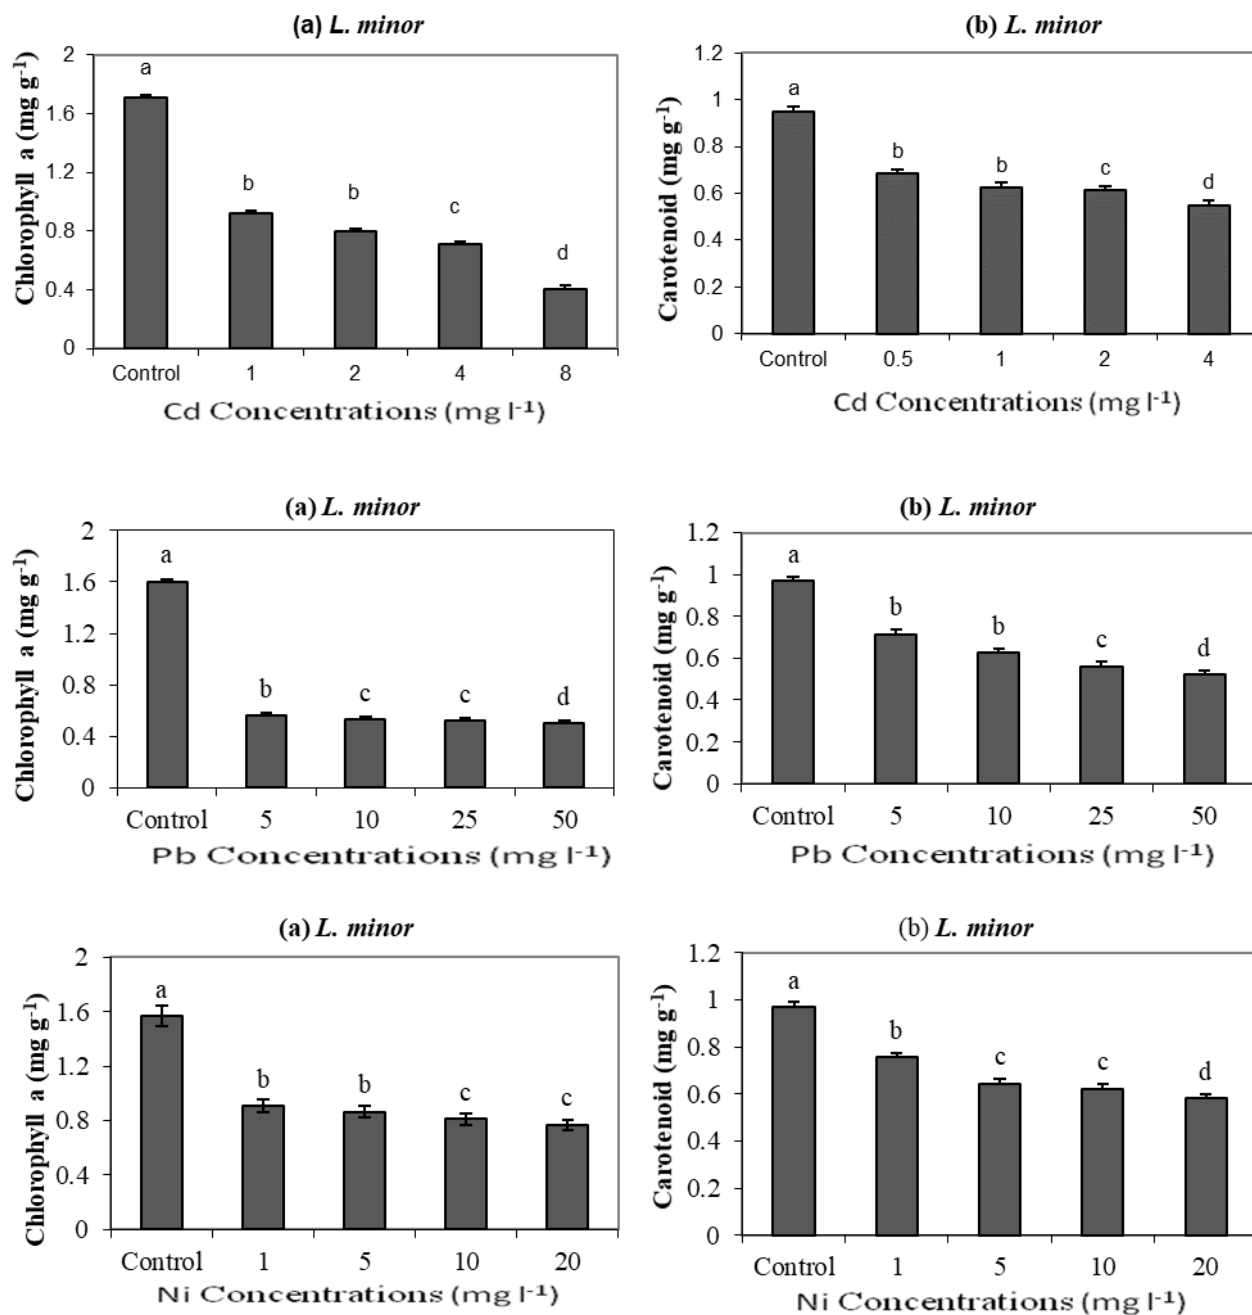 (a) L. minor
Chlorophyll a (mg g-1)
2
1.6
1.2
0.8
0.4
0
a
b
b
c
d
Control 1 2 4 8
Cd Concentrations (mg l-1)
(b) L. minor
Carotenoid (mg g-1)
1.2
1
0.8
0.6
0.4
0.2
0
a
b
b
c
d
Control 0.5 1 2 4
Cd Concentrations (mg l-1)
(a) L. minor
Chlorophyll a (mg g-1)
2
1.6
1.2
0.8
0.4
0
a
b
c
c
d
Control 5 10 25 50
Pb Concentrations (mg l-1)
(b) L. minor
Carotenoid (mg g-1)
1.2
1
0.8
0.6
0.4
0.2
0
a
b
b
c
d
Control 5 10 25 50
Pb Concentrations (mg l-1)
(a) L. minor
Chlorophyll a (mg g-1)
2
1.6
1.2
0.8
0.4
0
a
b
b
c
c
Control 1 5 10 20
Ni Concentrations (mg l-1)
(b) L. minor
Carotenoid (mg g-1)
1.2
1
0.8
0.6
0.4
0.2
0
a
b
c
c
d
Control 1 5 10 20
Ni Concentrations (mg l-1)